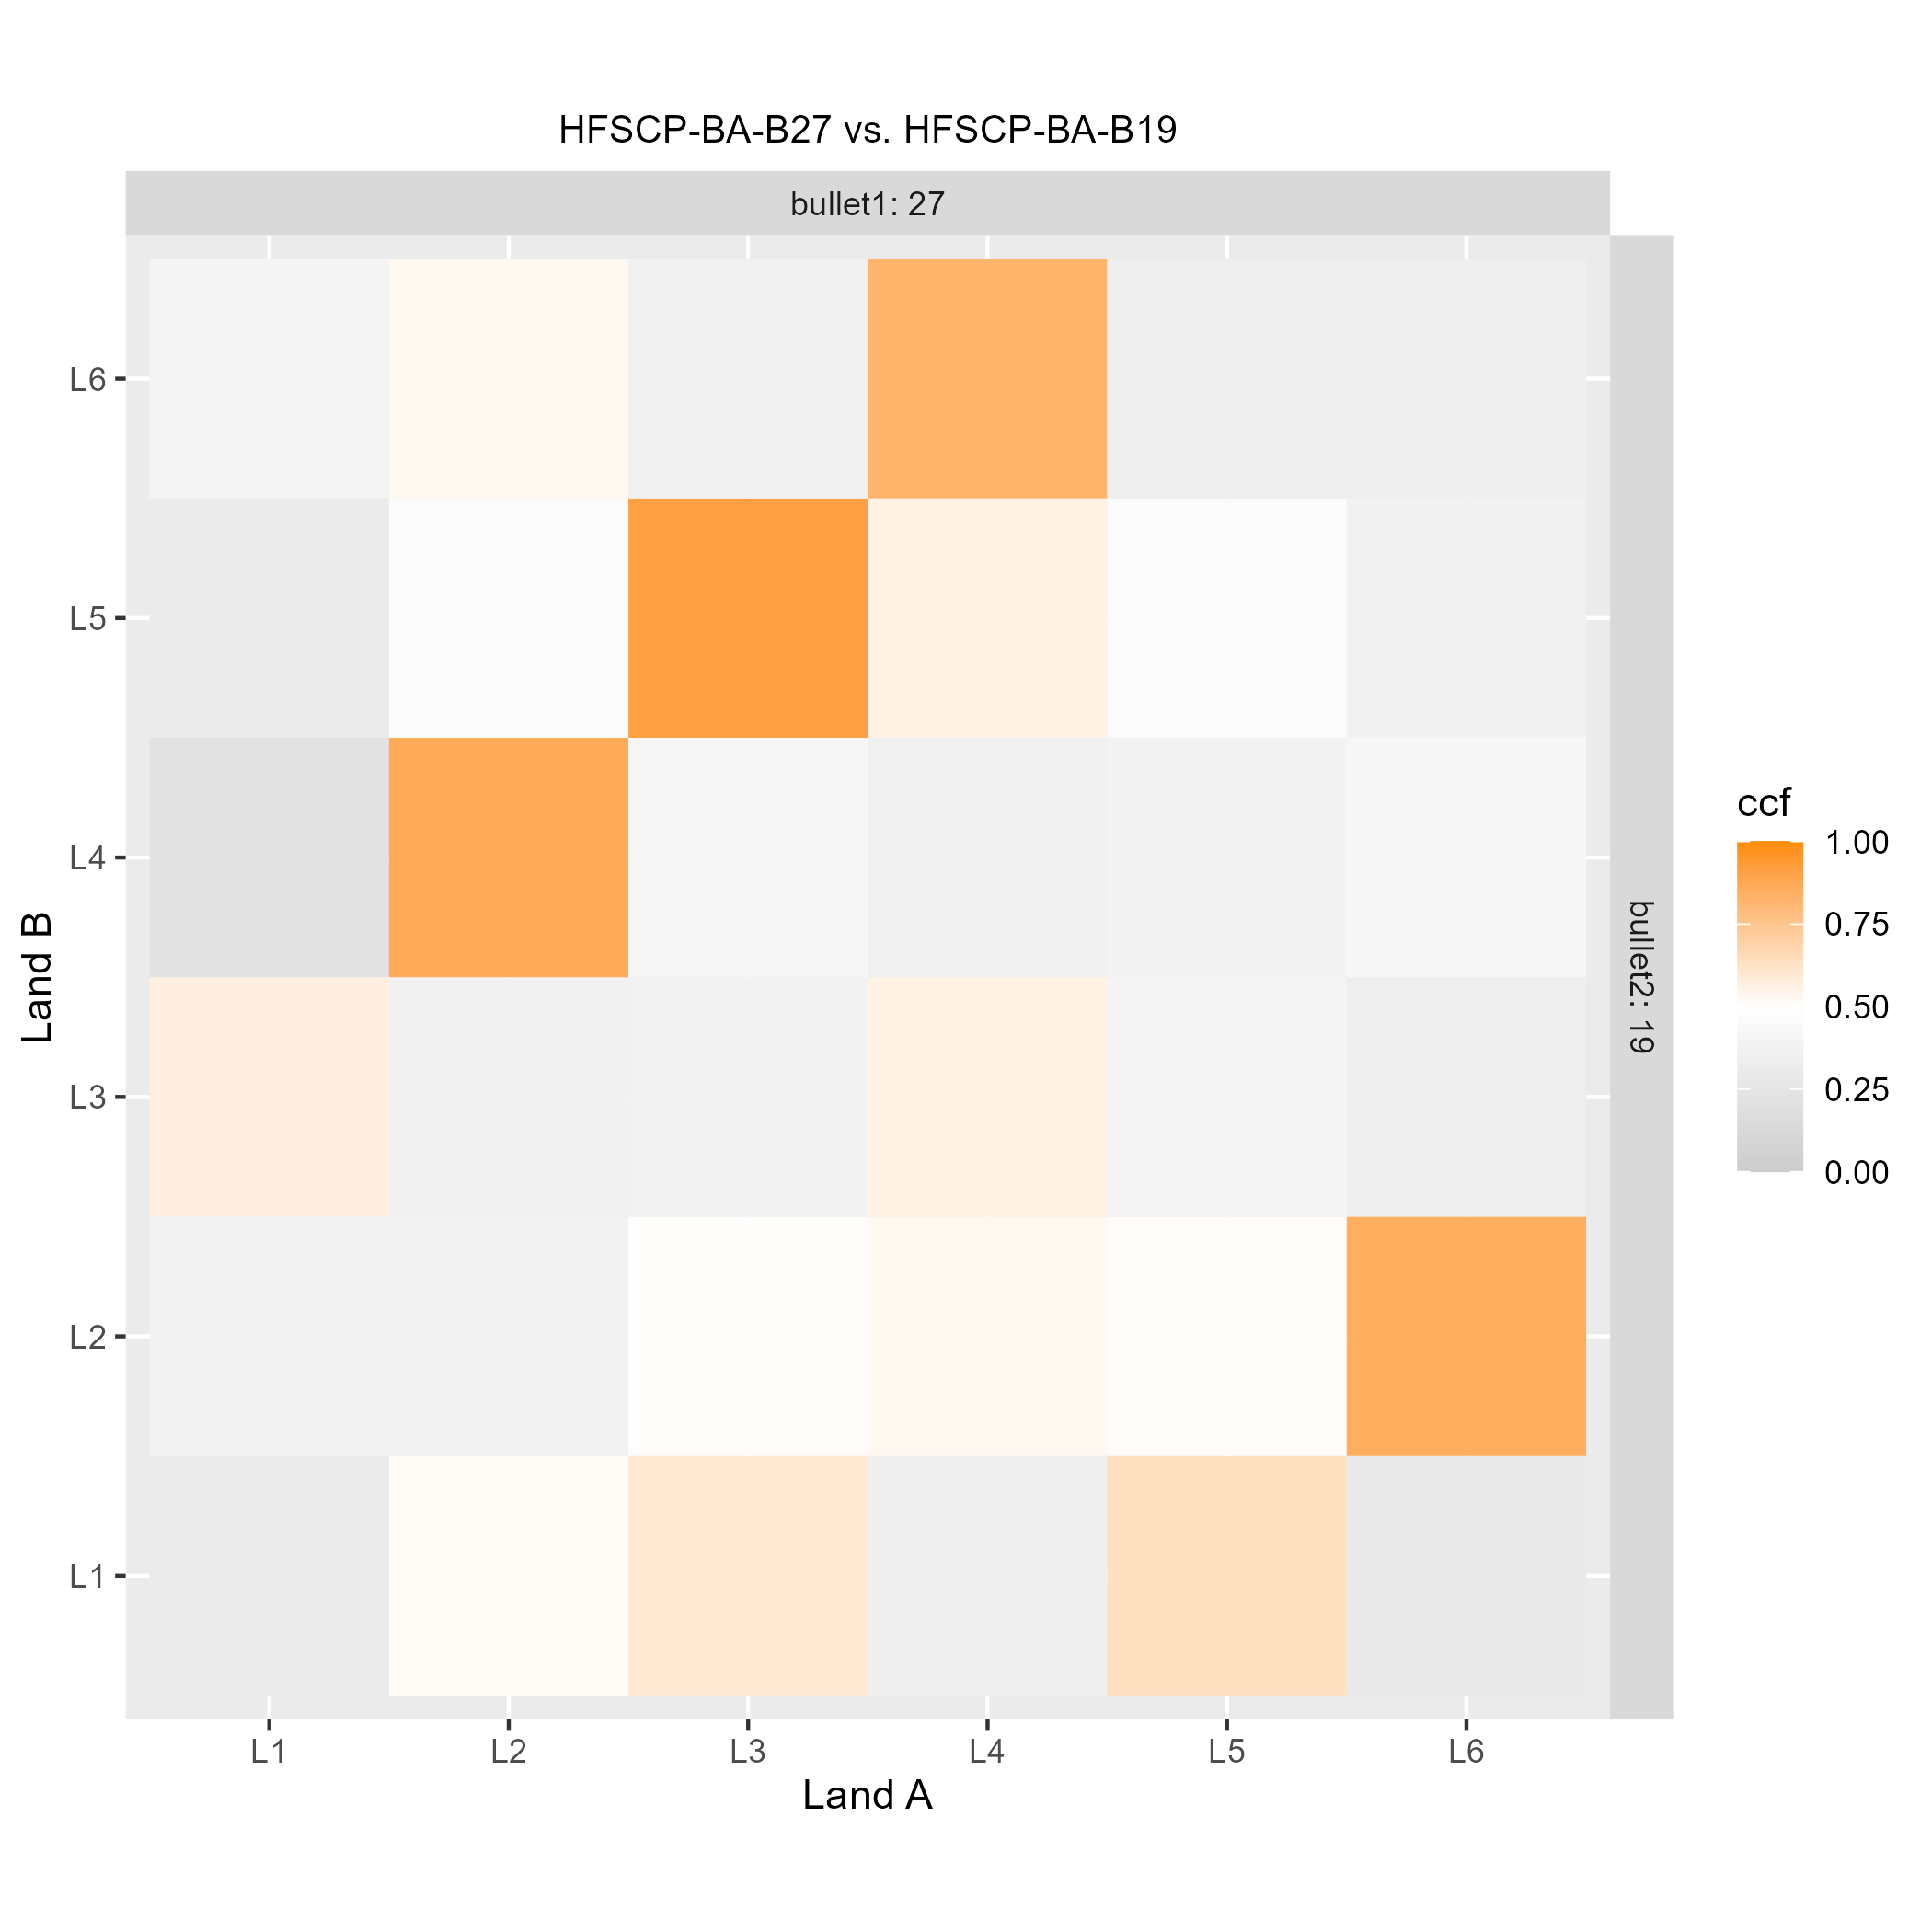 HFSCP-BA-B27 vs. HFSCP-BA-B19
bullet1: 27
L6
L5
L4
L3
L2
L1
Land B
bullet2: 19
L1 L2 L3 L4 L5 L6
Land A
ccf
1.00
0.75
0.50
0.25
0.00